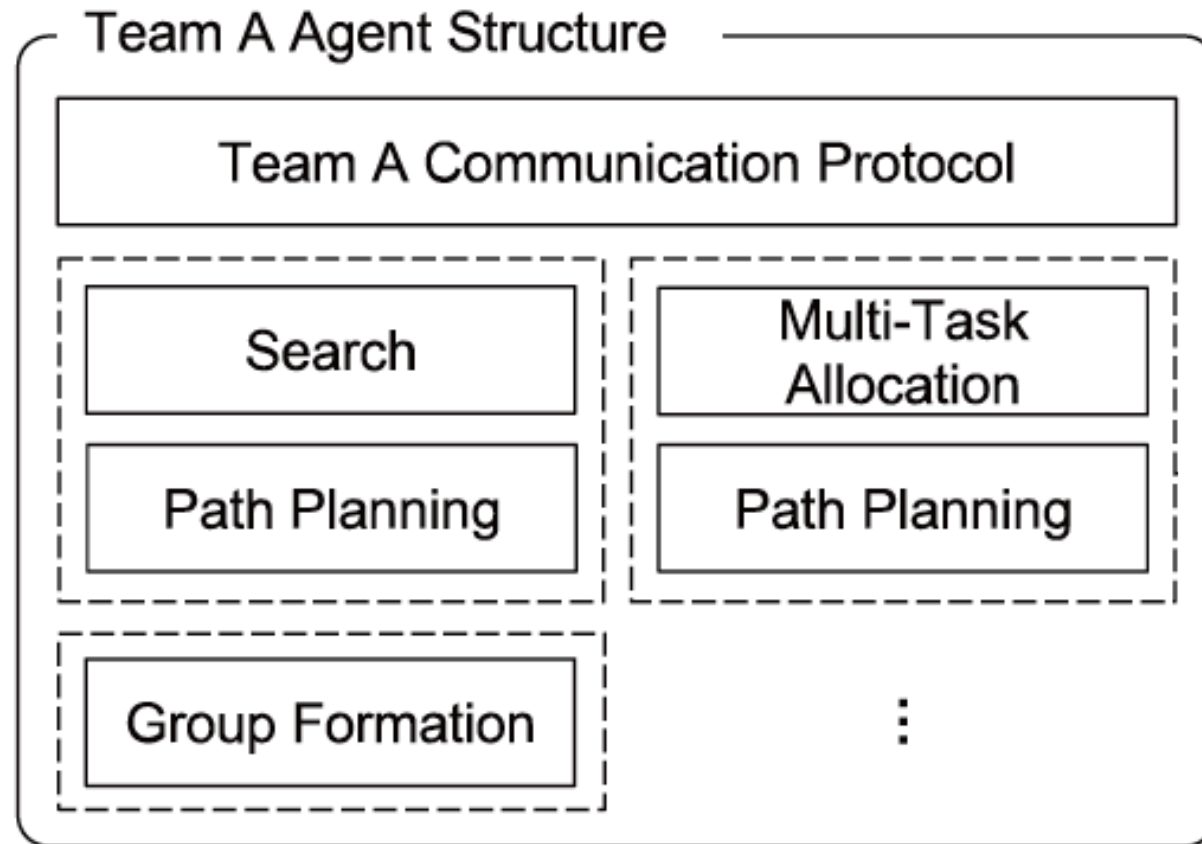 Team A Agent Structure
Team A Communication Protocol
Search
Path Planning
Multi-Task
Allocation
Path Planning
Group Formation
⋮